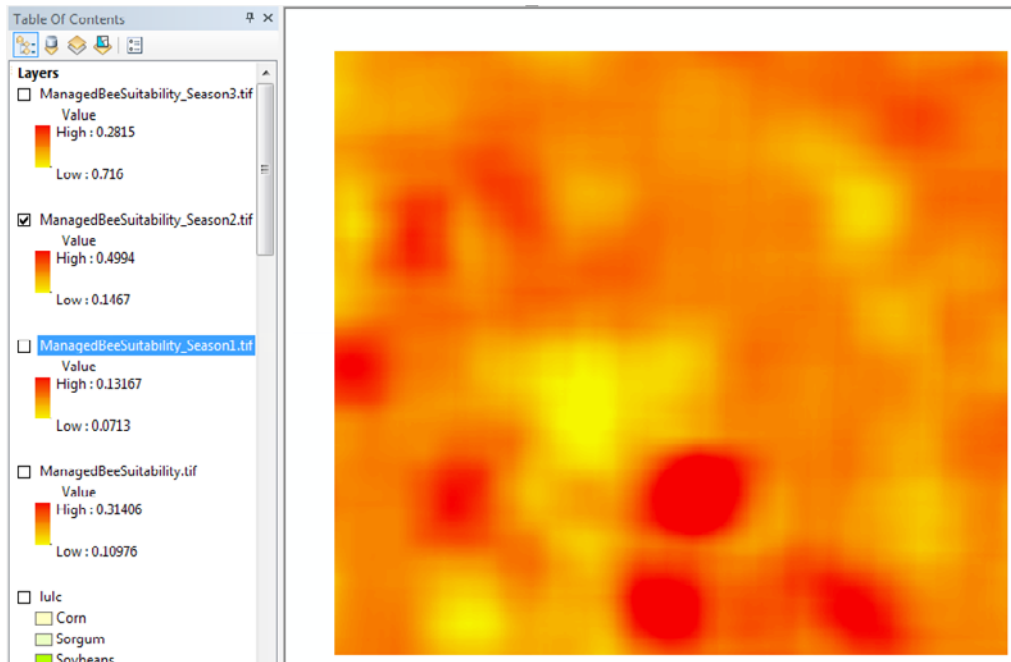 Table Of Contents
Layers
ManagedBeeSuitability_Season3.tif
Value
High : 0.2815
Low : 0.716
ManagedBeeSuitability_Season2.tif
Value
High : 0.4994
Low : 0.1467
ManagedBeeSuitability_Season1.tif
Value
High : 0.13167
Low : 0.0713
ManagedBeeSuitability.tif
Value
High : 0.31406
Low : 0.10976
lulc
Corn
Sorgum
Soybeans